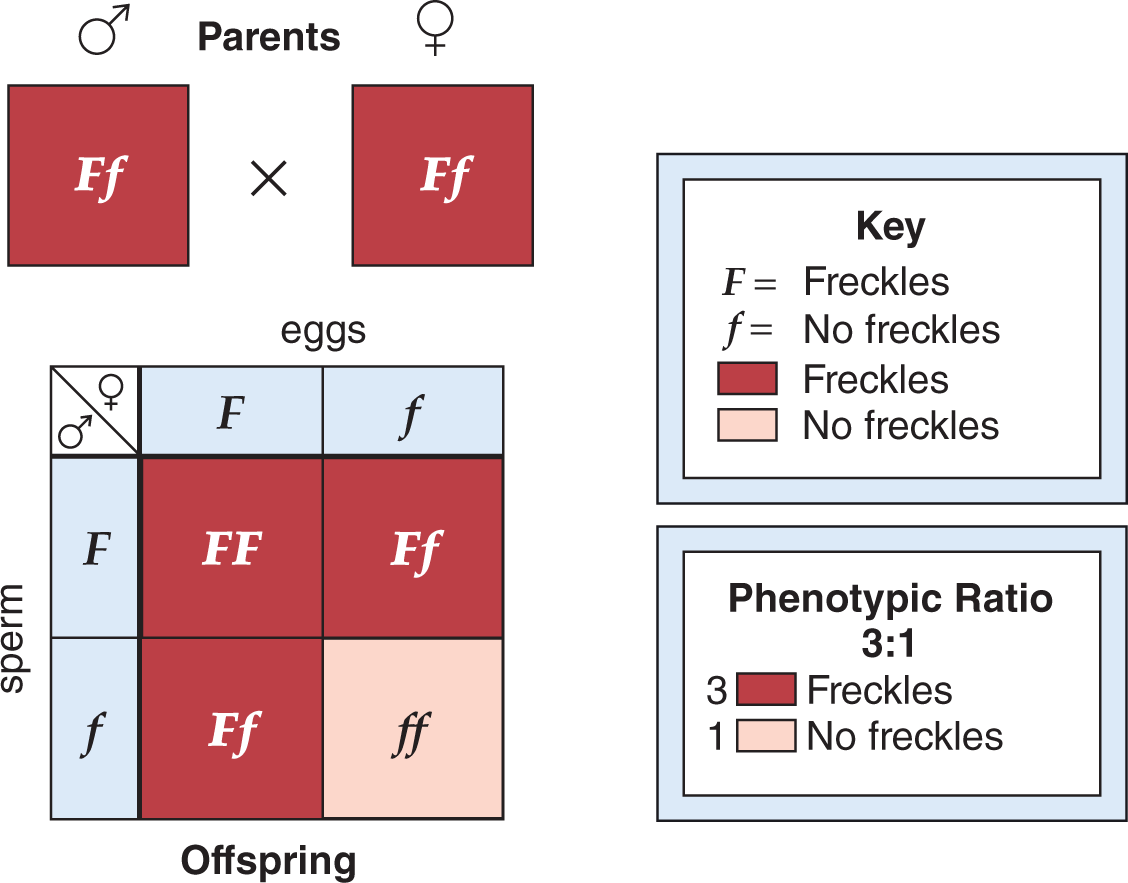 ♂ Parents ♀
Ff × Ff
eggs
♀
♂
F f
sperm
F FF Ff
f Ff ff
Offspring
Key
F = Freckles
f = No freckles
Freckles
No freckles
Phenotypic Ratio
3:1
3 Freckles
1 No freckles